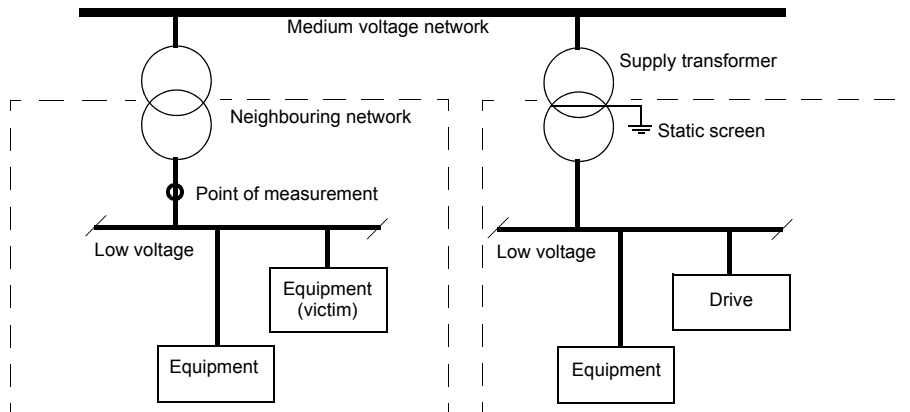 Medium voltage network
Supply transformer
Neighbouring network
Static screen
Point of measurement
Low voltage
Low voltage
Equipment
(victim)
Drive
Equipment
Equipment